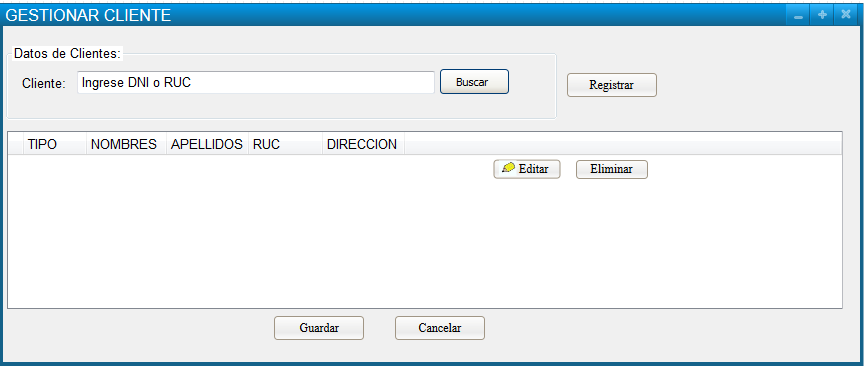 GESTIONAR CLIENTE
Datos de Clientes:
Cliente: Ingrese DNI o RUC Buscar Registrar
TIPO NOMBRES APELLIDOS RUC DIRECCION
Editar Eliminar
Guardar Cancelar